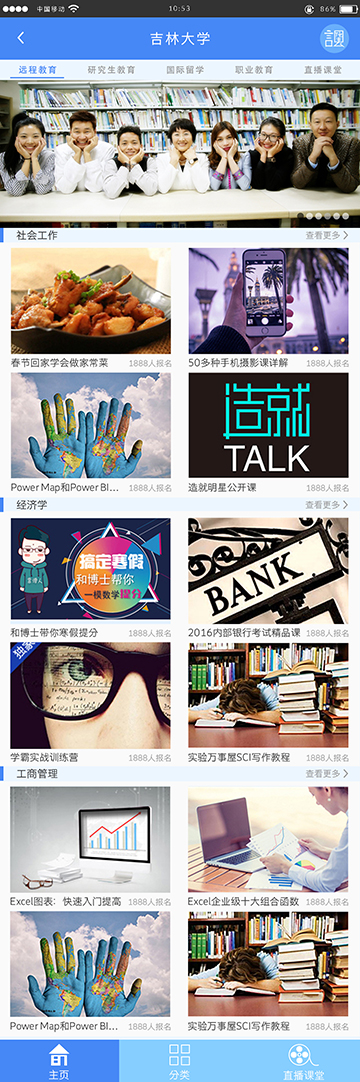 中国移动 10:53 86%
吉林大学
远程教育 研究生教育 国际留学 职业教育 直播课堂
社会工作 查看更多
春节回家学会做家常菜 1888人报名
50多种手机摄影课详解 1888人报名
造就
TALK
Power Map和Power BI... 1888人报名
造就明星公开课 1888人报名
经济学 查看更多
搞定寒假
和博士帮你
一模数学提分
BANK
和博士带你寒假提分 1888人报名
2016内部银行考试精品课 1888人报名
独家
学霸实战训练营 1888人报名
实验万事屋SCI写作教程 1888人报名
工商管理 查看更多
Excel图表：快速入门提高 1888人报名
Excel企业级十大组合函数 1888人报名
Power Map和Power BI... 1888人报名
实验万事屋SCI写作教程 1888人报名
主页 分类 直播课堂